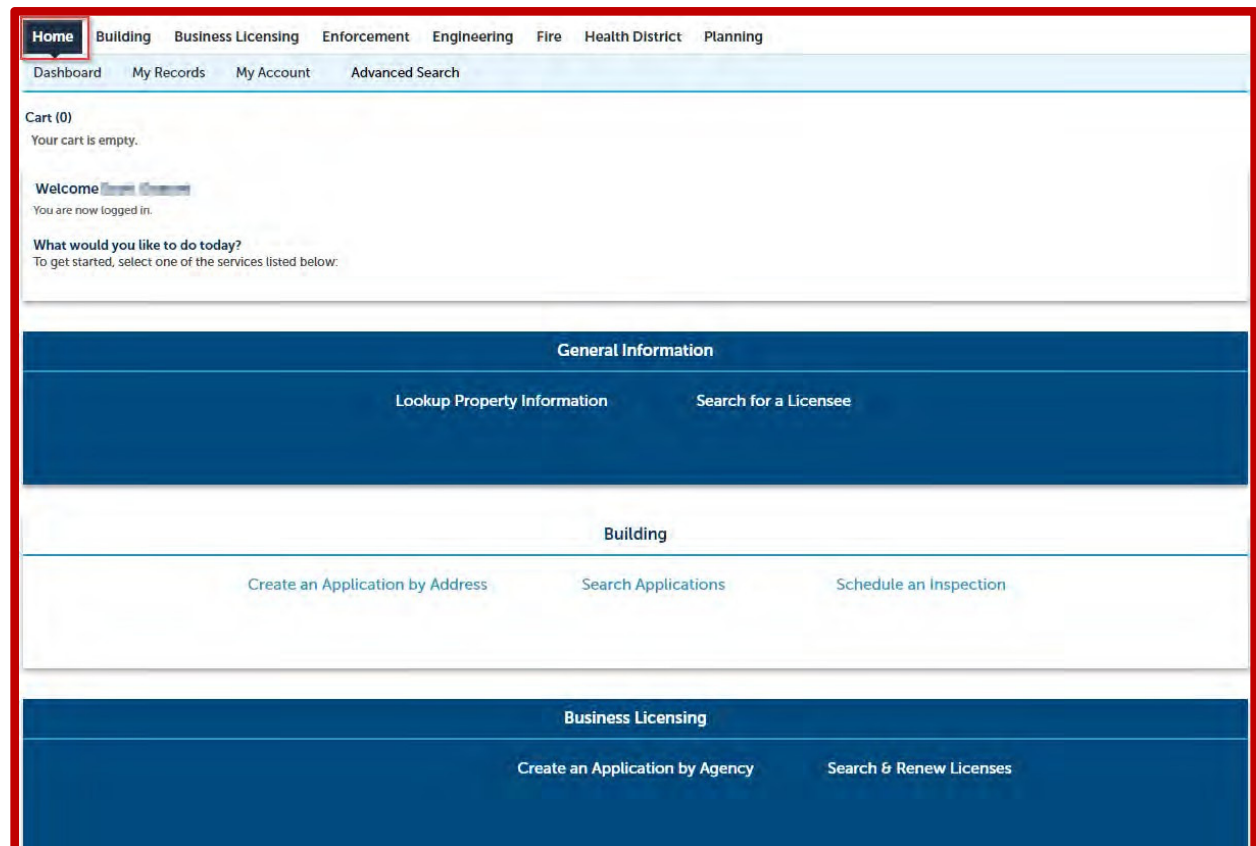 Home Building Business Licensing Enforcement Engineering Fire Health District Planning
Dashboard My Records My Account Advanced Search
Cart (0)
Your cart is empty.
Welcome
You are now logged in.
What would you like to do today?
To get started, select one of the services listed below:
General Information
Lookup Property Information Search for a Licensee
Building
Create an Application by Address Search Applications Schedule an Inspection
Business Licensing
Create an Application by Agency Search & Renew Licenses